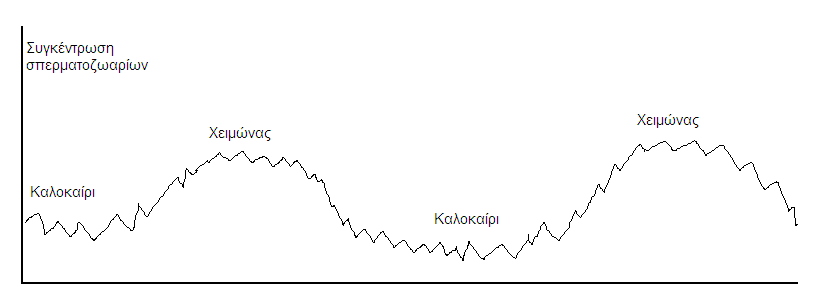 Συγκέντρωση
σπερματοζωαρίων
Χειμώνας
Χειμώνας
Καλοκαίρι
Καλοκαίρι